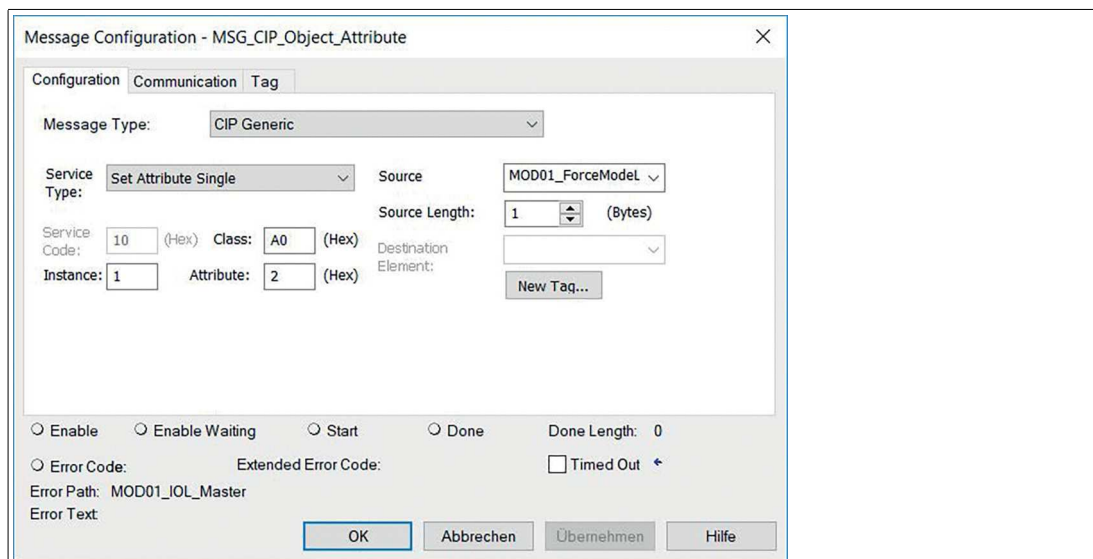 Message Configuration - MSG_CIP_Object_Attribute
Configuration Communication Tag
Message Type: CIP Generic
Service Type: Set Attribute Single
Source MOD01_ForceModeL
Source Length: 1 (Bytes)
Service Code: 10 (Hex) Class: A0 (Hex)
Destination Element:
Instance: 1 Attribute: 2 (Hex)
New Tag...
Enable Enable Waiting Start Done Done Length: 0
Error Code: Extended Error Code: Timed Out
Error Path: MOD01_IOL_Master
Error Text:
OK Abbrechen Übernehmen Hilfe